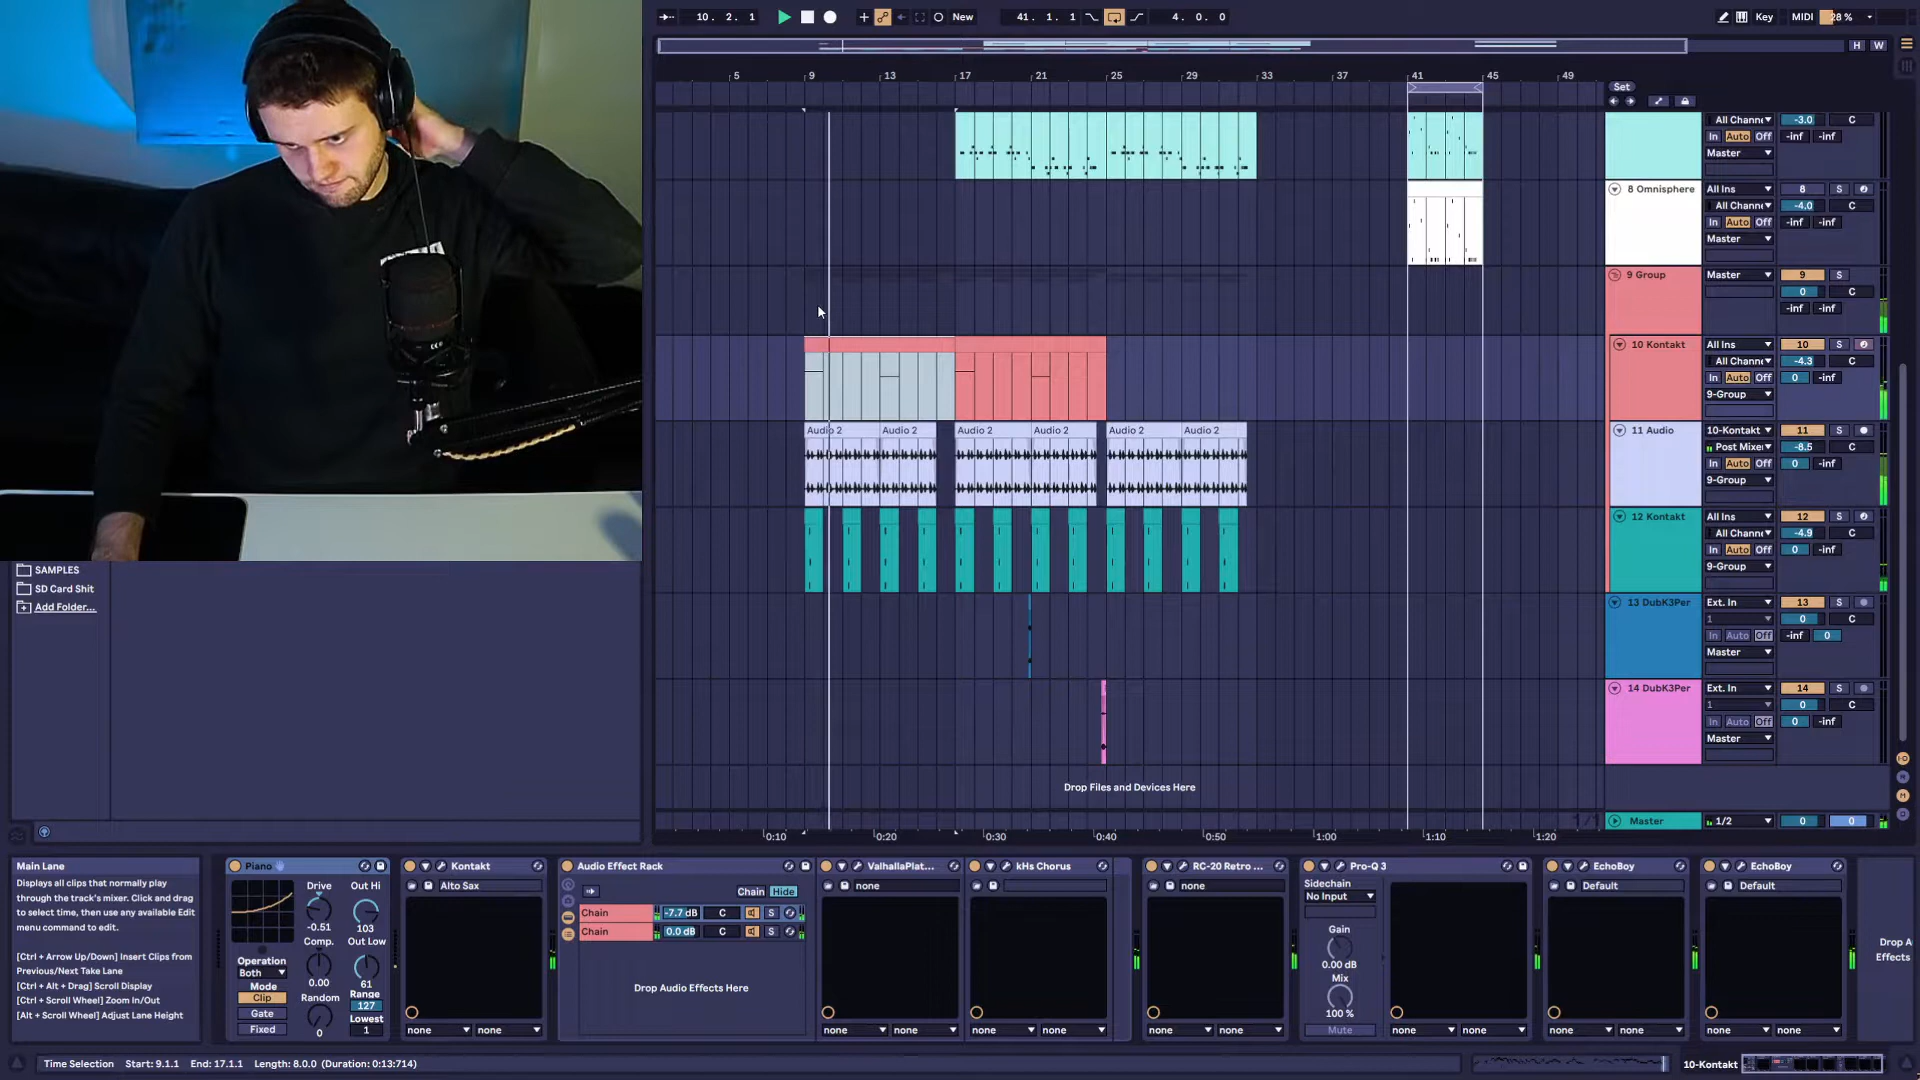 10. 2. 1
New
41. 1. 1
4. 0. 0
Key MIDI 28 %
H W
5 9 13 17 21 25 29 33 37 41 45 49
Set
All Channe -3.0 C
In Auto Off -inf -inf
Master
8 Omnisphere All Ins 8 S
All Channe -4.0 C
In Auto Off -inf -inf
Master
9 Group Master 9 S
0 C
-inf -inf
10 Kontakt All Ins 10 S
All Channe -4.3 C
In Auto Off 0 -inf
9-Group
Audio 2 Audio 2 Audio 2 Audio 2 Audio 2 Audio 2
11 Audio 10-Kontakt 11 S
Post Mixe -8.5 C
In Auto Off 0 -inf
9-Group
12 Kontakt All Ins 12 S
All Channe -4.9 C
In Auto Off 0 -inf
9-Group
13 DubK3Per Ext. In 13 S
1 0 C
In Auto Off -inf 0
Master
14 DubK3Per Ext. In 14 S
1 0 C
In Auto Off 0 -inf
Master
Drop Files and Devices Here
1/1
Master 1/2 0 0
0:10 0:20 0:30 0:40 0:50 1:00 1:10 1:20
SAMPLES
SD Card Shit
Add Folder...
Main Lane
Displays all clips that normally play
through the track's mixer. Click and drag
to select time, then use any available Edit
menu command to edit.
[Ctrl + Arrow Up/Down] Insert Clips from
Previous/Next Take Lane
[Ctrl + Alt + Drag] Scroll Display
[Ctrl + Scroll Wheel] Zoom In/Out
[Alt + Scroll Wheel] Adjust Lane Height
Piano
Drive Out Hi
-0.51 103
Comp. Out Low
Operation
Both
0.00 61
Mode
Clip
Random Range
127
Gate
Lowest
Fixed 0 1
Kontakt
Alto Sax
none none
Audio Effect Rack
Chain Hide
Chain -7.7 dB C S
Chain 0.0 dB C S
Drop Audio Effects Here
ValhallaPlat...
none
none none
kHs Chorus
none none
RC-20 Retro ...
none
none none
Pro-Q 3
Sidechain
No Input
Gain
0.00 dB
Mix
100 %
Mute
none none
EchoBoy
Default
none none
EchoBoy
Default
none none
Drop A
Effects
Time Selection Start: 9.1.1 End: 17.1.1 Length: 8.0.0 (Duration: 0:13:714)
10-Kontakt